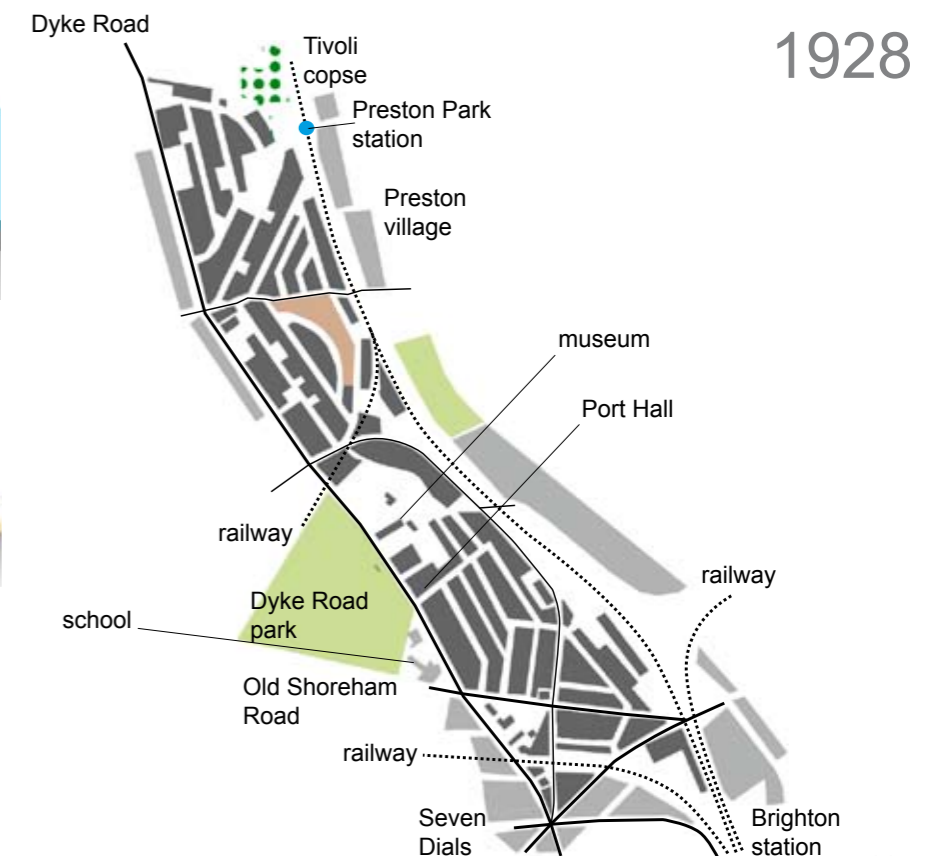 Dyke Road
1928
Tivoli
copse
Preston Park
station
Preston
village
museum
Port Hall
railway
railway
Dyke Road
park
school
Old Shoreham
Road
railway
Seven
Dials
Brighton
station